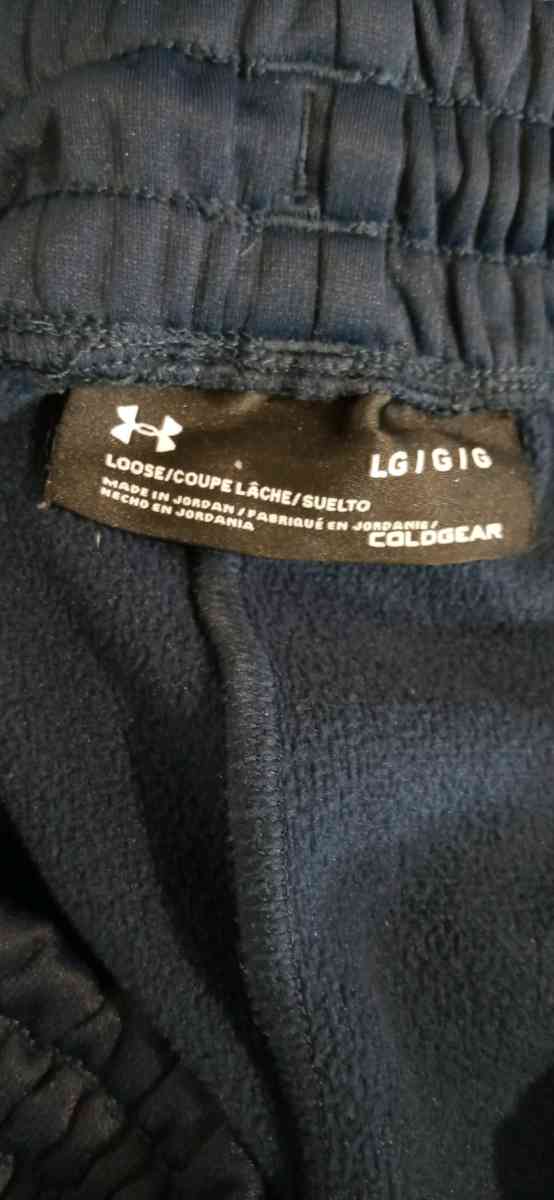 LOOSE/COUPE LÂCHE/SUELTO
LG/G/G
MADE IN JORDAN/FABRIQUÉ EN JORDANIE/
HECHO EN JORDANIA
COLDGEAR